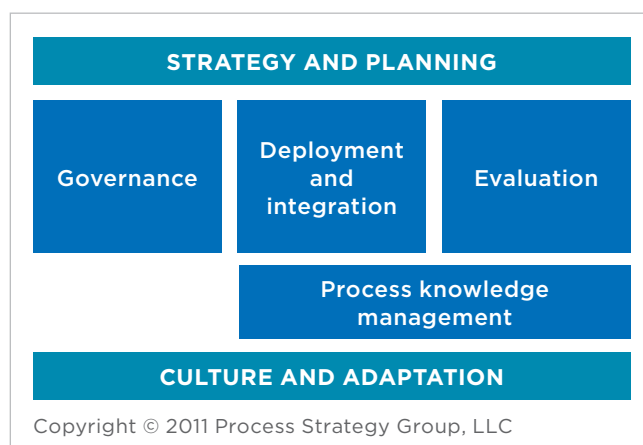 STRATEGY AND PLANNING
Governance
Deployment
and
integration
Evaluation
Process knowledge
management
CULTURE AND ADAPTATION
Copyright © 2011 Process Strategy Group, LLC